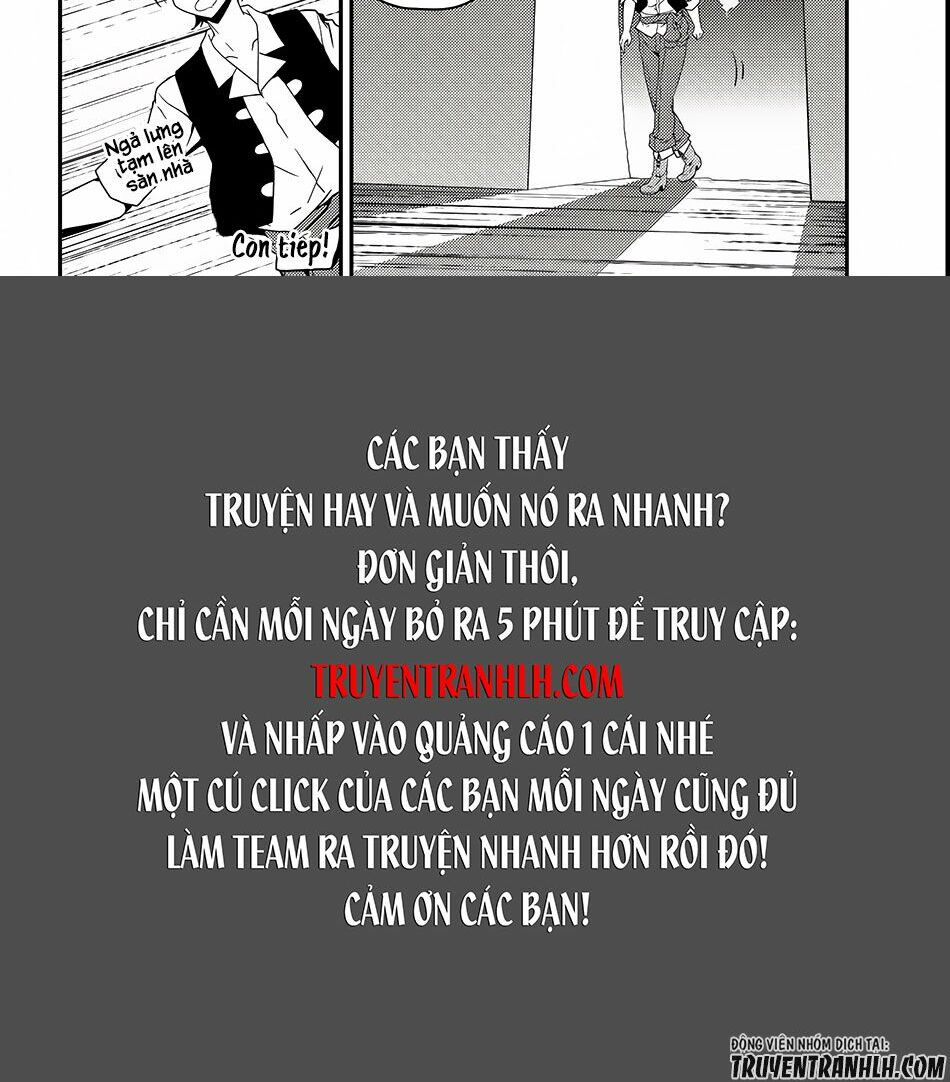 Ngả lưng
tạm lên
sàn nhà
Còn tiếp!
CÁC BẠN THẤY
TRUYỆN HAY VÀ MUỐN NÓ RA NHANH?
ĐƠN GIẢN THÔI,
CHỈ CẦN MỖI NGÀY BỎ RA 5 PHÚT ĐỂ TRUY CẬP:
TRUYENTRANHLH.COM
VÀ NHẤP VÀO QUẢNG CÁO 1 CÁI NHÉ
MỘT CÚ CLICK CỦA CÁC BẠN MỖI NGÀY CŨNG ĐỦ
LÀM TEAM RA TRUYỆN NHANH HƠN RỒI ĐÓ!
CẢM ƠN CÁC BẠN!
ĐỘNG VIÊN NHÓM DỊCH TẠI:
TRUYENTRANHLH.COM